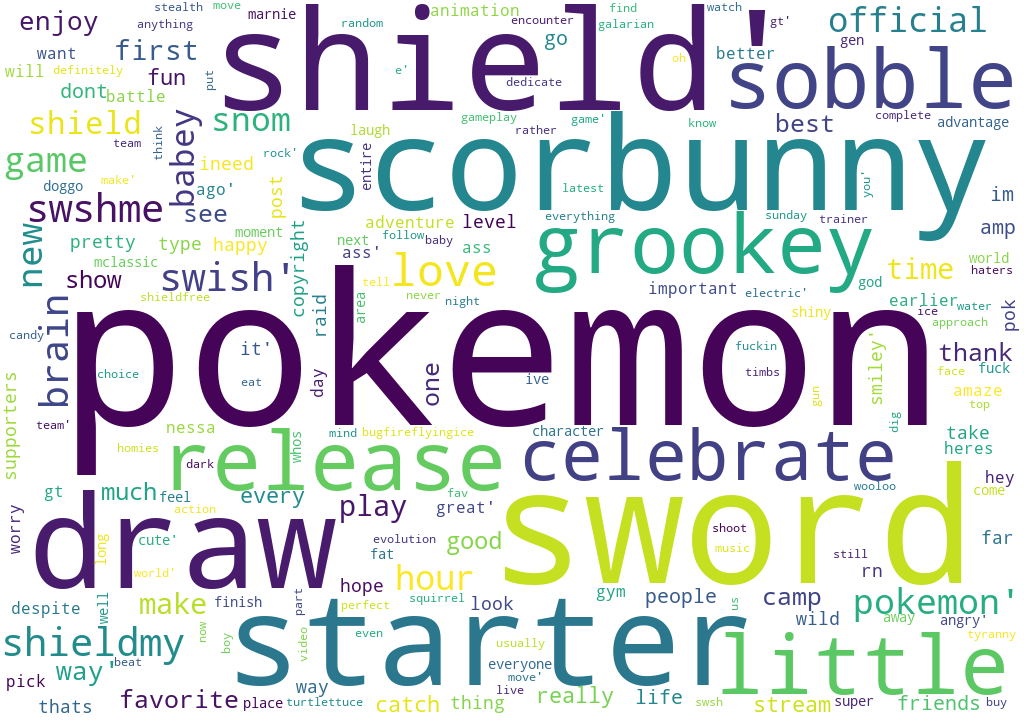 stealth move animation find watch
enjoy anything marnie shield' random encounter galarian gt' official
want first e' go better gen
will definitely fun put dedicate oh sobble
dont battle
shield babey snom laugh gameplay game' know best complete advantage
team think rather
game make' doggo ineed rock' entire scorbunny latest you'
swshme ago' see post im
moment adventure level everything sunday trainer amp
new pretty type happy copyright next follow baby ass grookey
mclassic ass' god world
show swish' raid area love time haters
shieldfree tell never night important electric' earlier water
brain pokemon shiny ice pok
candy it' fuckin smiley' approach
choice eat day one ive timbs thank
face fuck
supporters gun amaze
team' nessa top
homies whos mind bugfireflyingice character dig take
dark release celebrate heres
gt much feel every play fav wooloo hey
action great' come
worry draw sword shoot
long cute' evolution music far
world' fat good still
hope hour rn
despite well make finish part perfect squirrel look gym people us camp wild pokemon'
away angry'
shieldmy now boy starter even usually little tyranny
way' beat video everyone
pick way move'
thats favorite place turtlettuce catch live thing really life swsh stream super friends buy